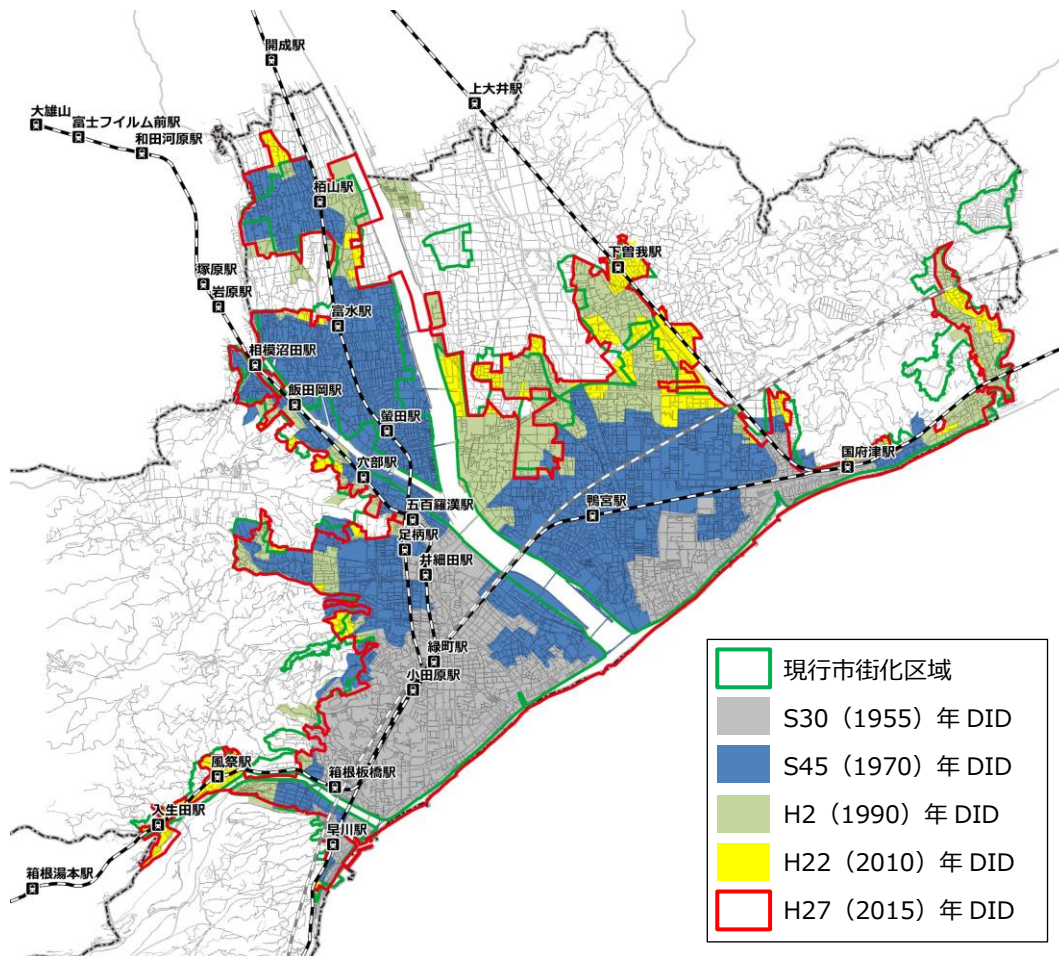 開成駅
上大井駅
大雄山
富士フイルム前駅
和田河原駅
栢山駅
下曽我駅
塚原駅
岩原駅
富水駅
相模沼田駅
飯田岡駅
螢田駅
国府津駅
穴部駅
五百羅漢駅
鴨宮駅
足柄駅
井細田駅
緑町駅
小田原駅
風祭駅
箱根板橋駅
入生田駅
早川駅
箱根湯本駅
現行市街化区域
S30（1955）年 DID
S45（1970）年 DID
H2（1990）年 DID
H22（2010）年 DID
H27（2015）年 DID